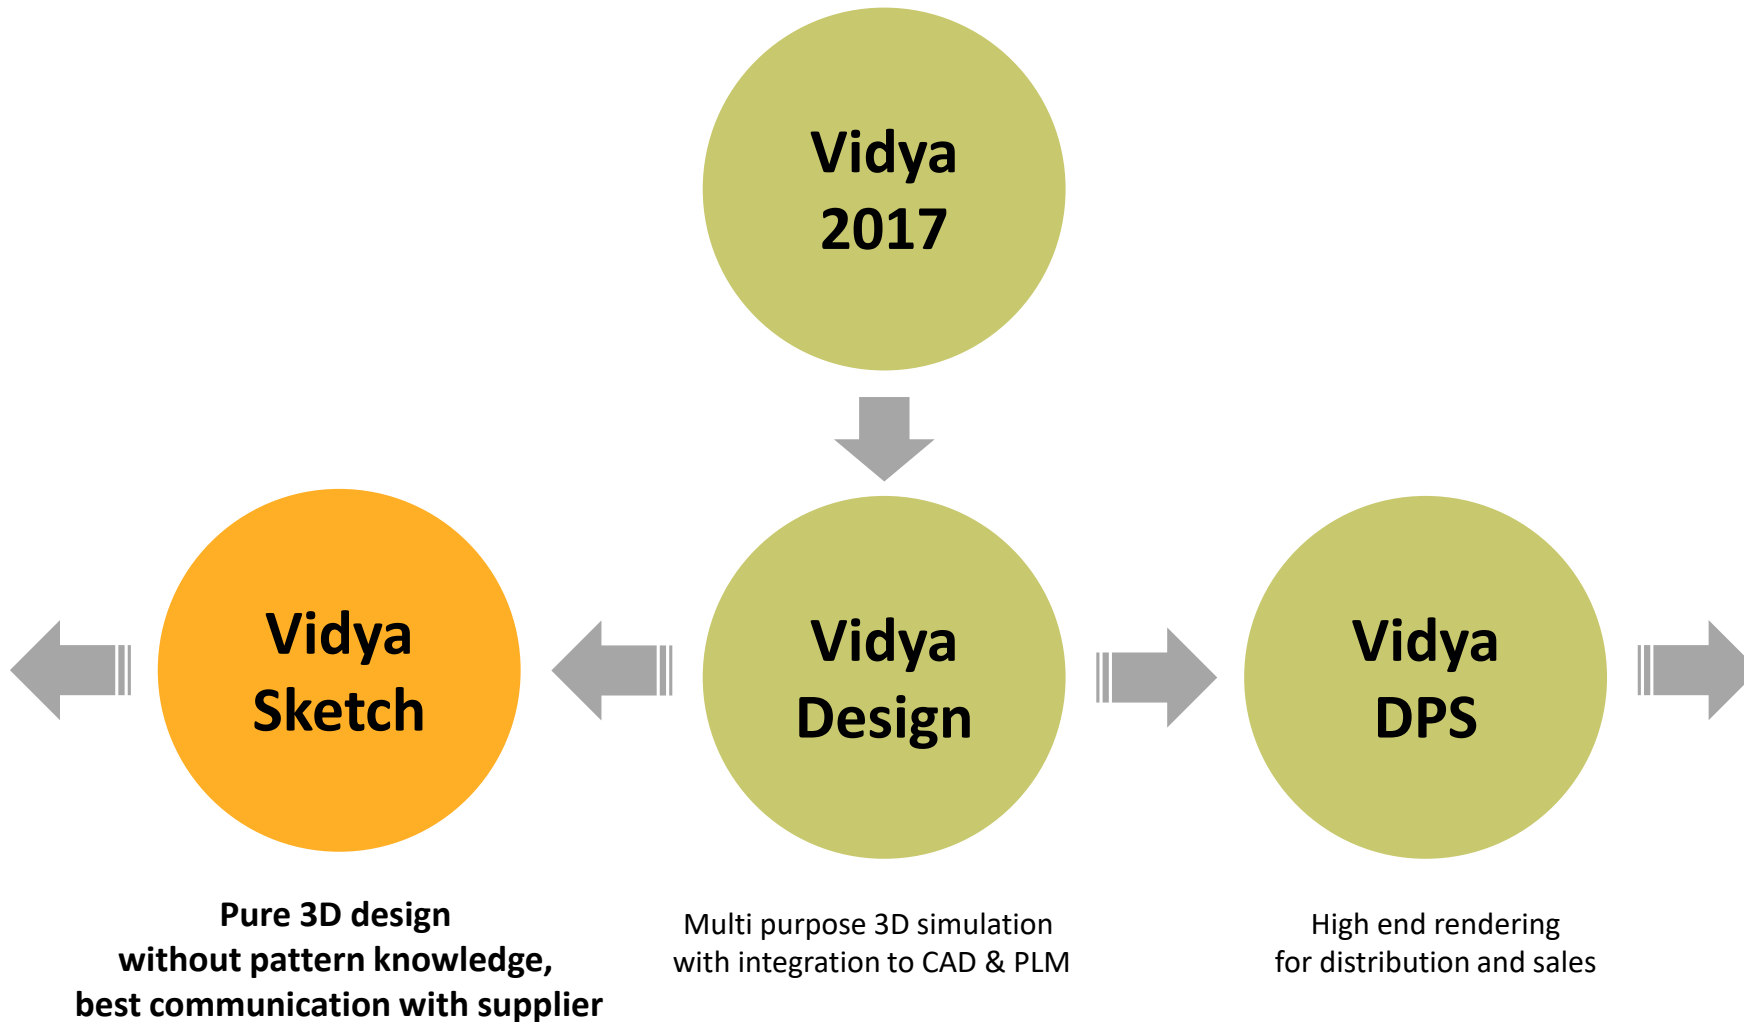 Vidya
2017
Vidya
Sketch
Vidya
Design
Vidya
DPS
Pure 3D design
without pattern knowledge,
best communication with supplier
Multi purpose 3D simulation
with integration to CAD & PLM
High end rendering
for distribution and sales